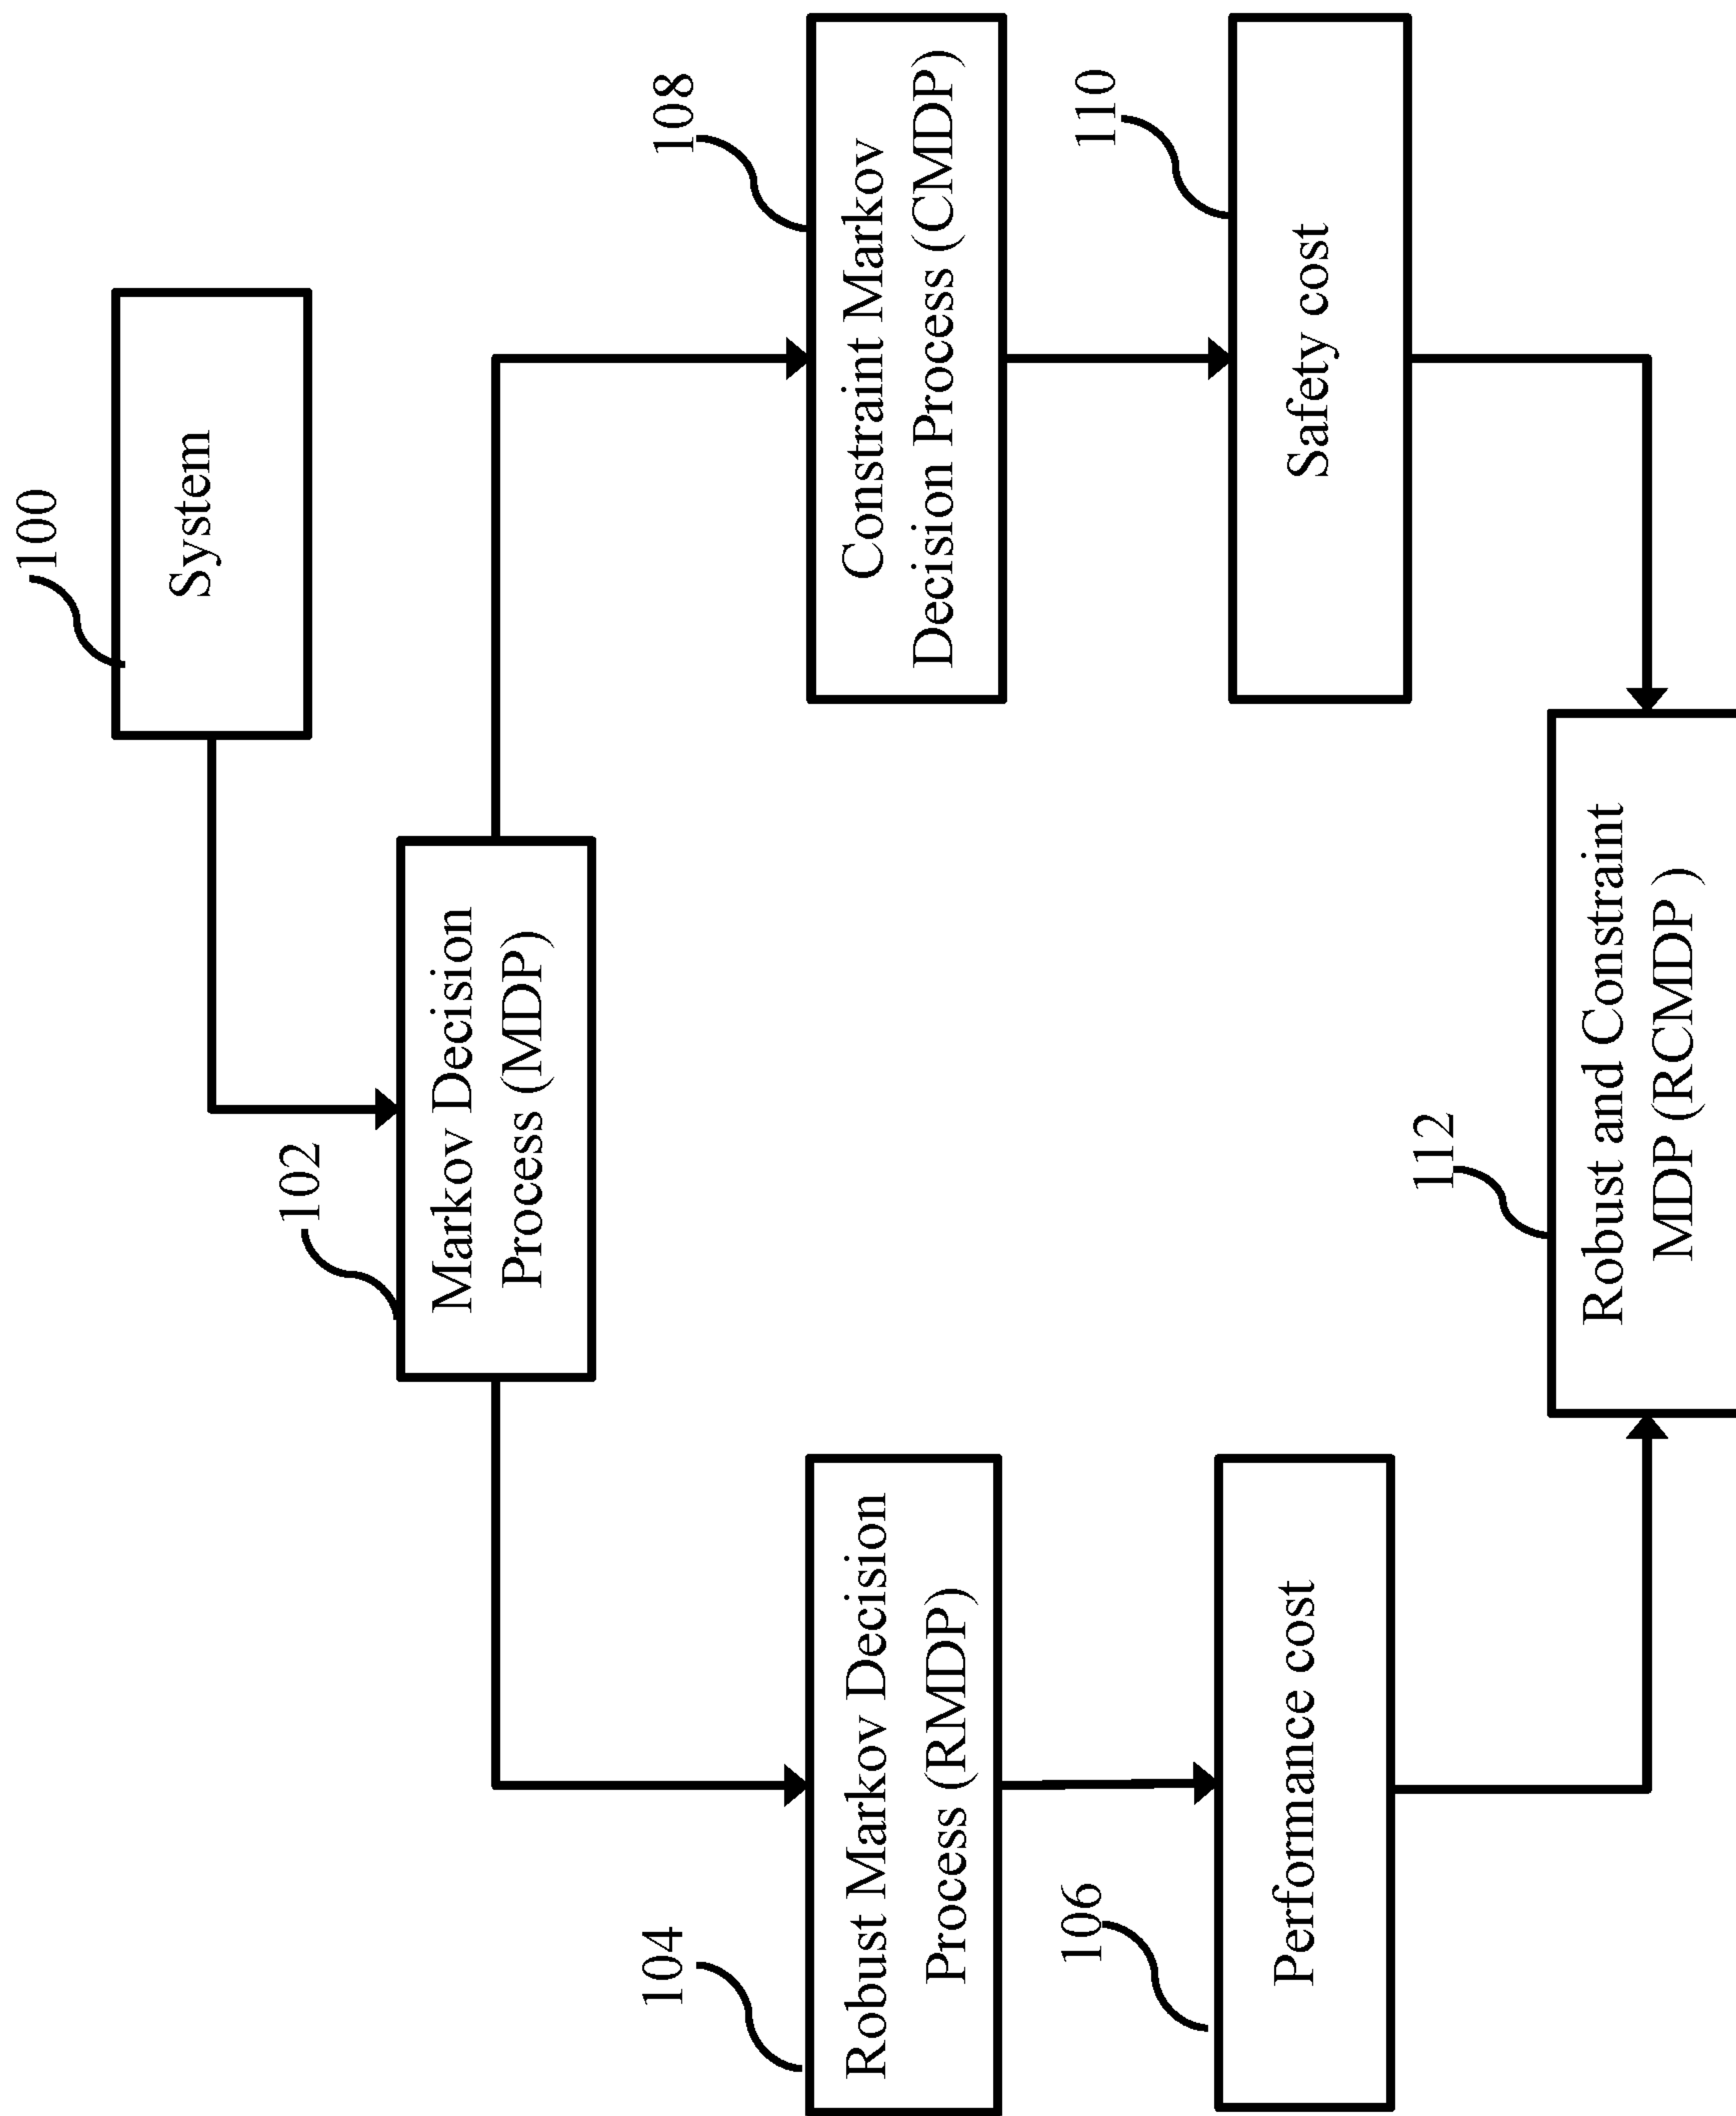 100
System
102
Markov Decision
Process (MDP)
104
Robust Markov Decision
Process (RMDP)
108
Constraint Markov
Decision Process (CMDP)
106
Performance cost
110
Safety cost
112
Robust and Constraint
MDP (RCMDP )